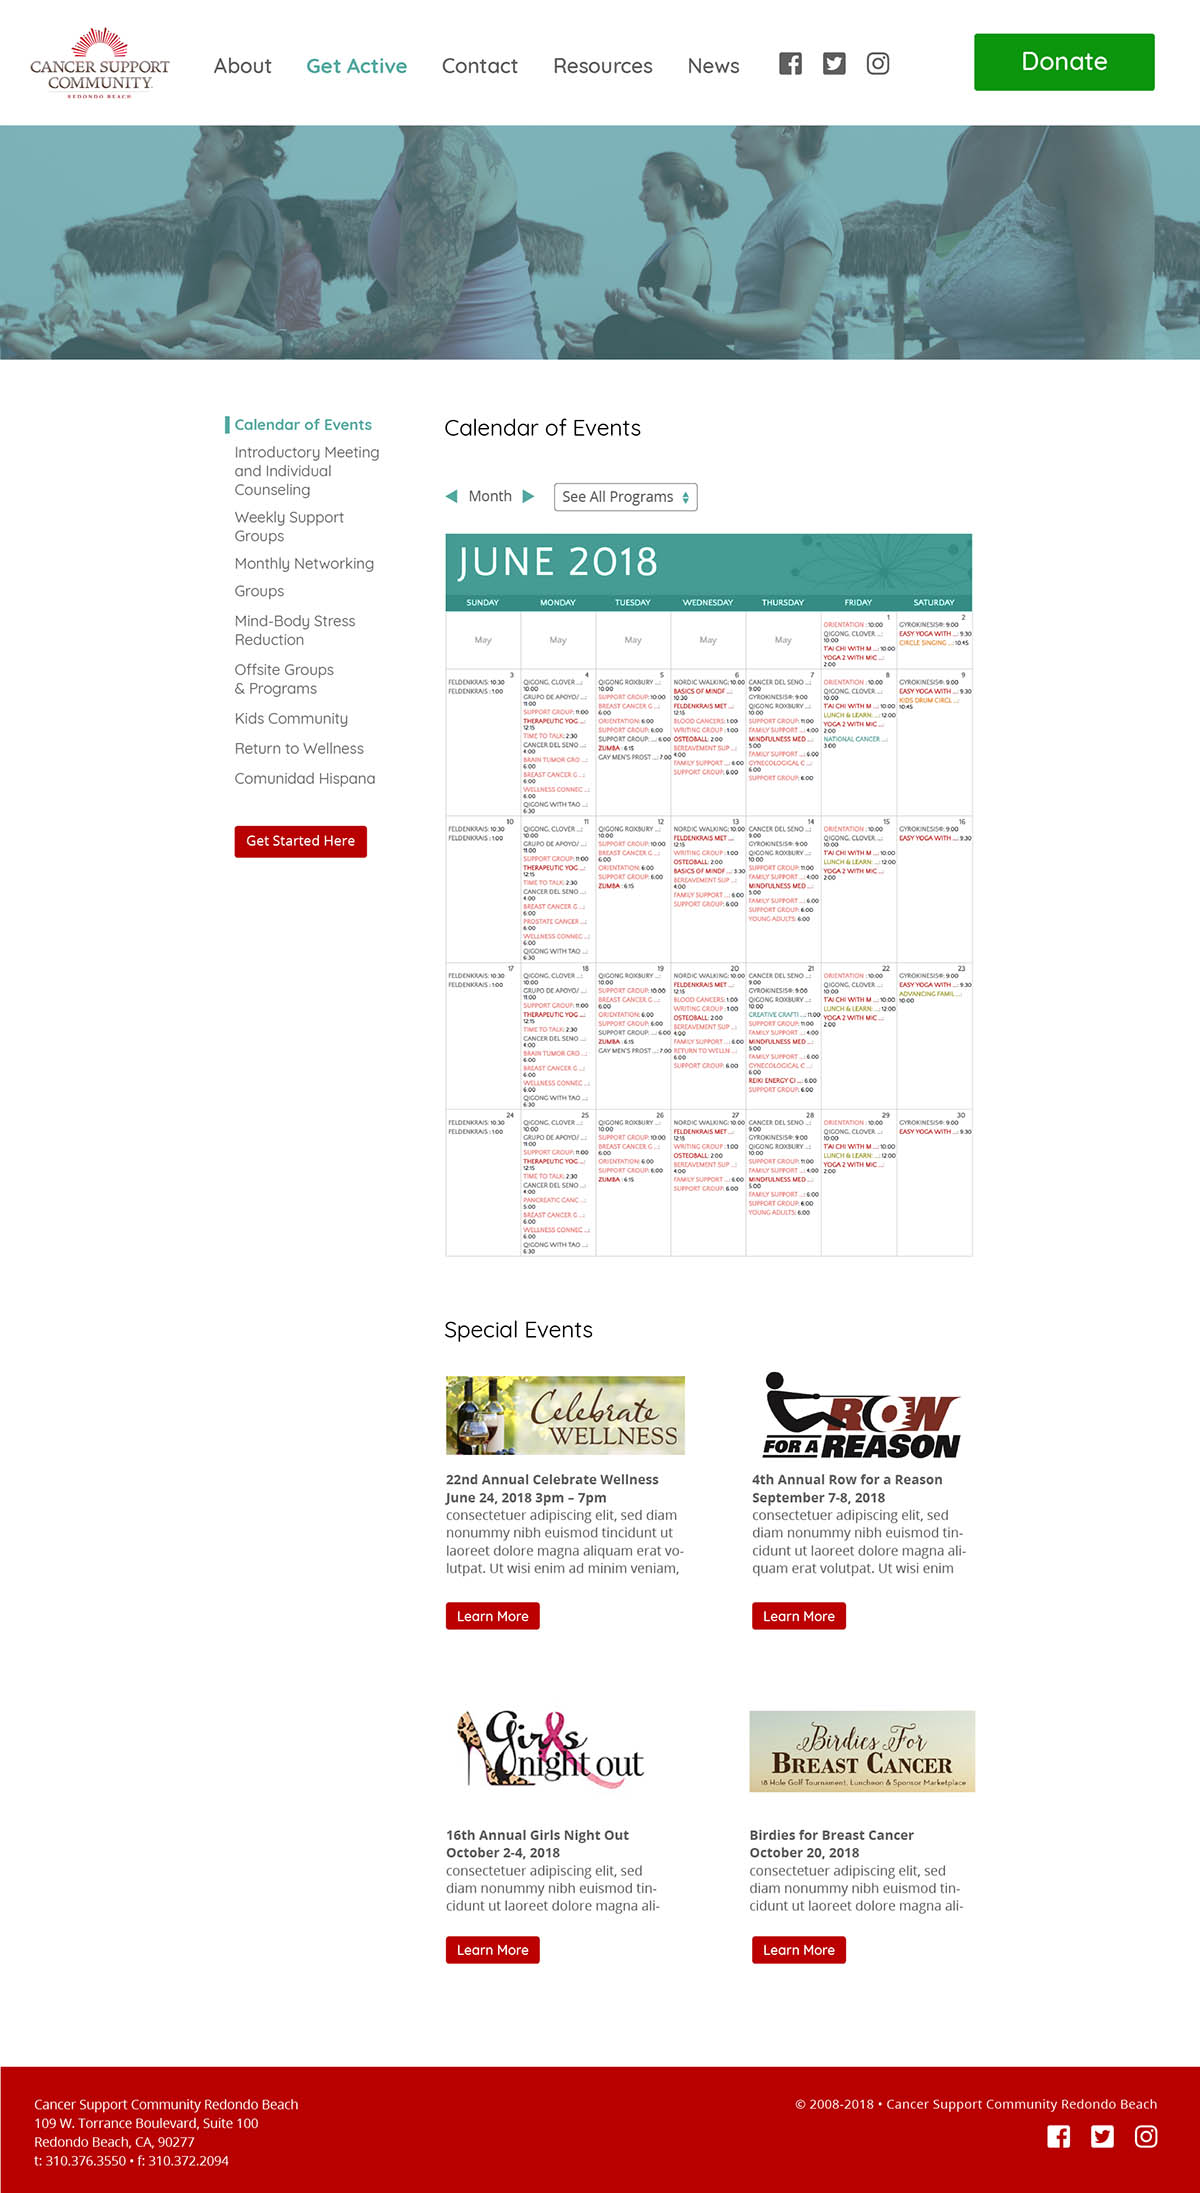 CANCER SUPPORT
COMMUNITY
REDONDO BEACH
About
Get Active
Contact
Resources
News
Donate
Calendar of Events
Introductory Meeting
and Individual
Counseling
Weekly Support
Groups
Monthly Networking
Groups
Mind-Body Stress
Reduction
Offsite Groups
& Programs
Kids Community
Return to Wellness
Comunidad Hispana
Get Started Here
Calendar of Events
Month
See All Programs
JUNE 2018
SUNDAY MONDAY TUESDAY WEDNESDAY THURSDAY FRIDAY SATURDAY
May May May May May
1
ORIENTATION : 10:00
QIGONG, CLOVER ...:
10:00
T'AI CHI WITH M ...: 10:00
YOGA 2 WITH MIC ...:
2:00
2
GYROKINESIS®: 9:00
EASY YOGA WITH ...: 9:30
CIRCLE SINGING ...: 10:45
3
FELDENKRAIS: 10:30
FELDENKRAIS : 1:00
4
QIGONG, CLOVER ...:
10:00
GRUPO DE APOYO/ ...:
11:00
SUPPORT GROUP: 11:00
THERAPEUTIC YOG ...:
12:15
TIME TO TALK: 2:30
CANCER DEL SENO ...:
4:00
BRAIN TUMOR GRO ...:
6:00
BREAST CANCER G ...:
6:00
WELLNESS CONNEC ...:
6:00
QIGONG WITH TAO ...:
6:30
5
QIGONG ROXBURY ...:
10:00
SUPPORT GROUP: 10:00
BREAST CANCER G ...:
6:00
ORIENTATION: 6:00
SUPPORT GROUP: 6:00
SUPPORT GROUP: ...: 6:00
ZUMBA : 6:15
GAY MEN'S PROST ...: 7:00
6
NORDIC WALKING: 10:00
BASICS OF MINDF ...:
10:30
FELDENKRAIS MET ...:
12:15
BLOOD CANCERS: 1:00
WRITING GROUP : 1:00
OSTEOBALL: 2:00
BEREAVEMENT SUP ...:
4:00
FAMILY SUPPORT ...: 6:00
SUPPORT GROUP: 6:00
7
CANCER DEL SENO ...:
9:00
GYROKINESIS®: 9:00
QIGONG ROXBURY ...:
10:00
SUPPORT GROUP: 11:00
FAMILY SUPPORT ...: 4:00
MINDFULNESS MED ...:
5:00
FAMILY SUPPORT ...: 6:00
GYNECOLOGICAL C ...:
6:00
SUPPORT GROUP: 6:00
8
ORIENTATION : 10:00
QIGONG, CLOVER ...:
10:00
T'AI CHI WITH M ...: 10:00
LUNCH & LEARN: ...: 12:00
YOGA 2 WITH MIC ...:
2:00
NATIONAL CANCER ...:
3:00
9
GYROKINESIS®: 9:00
EASY YOGA WITH ...: 9:30
KIDS DRUM CIRCL ...:
10:45
10
FELDENKRAIS: 10:30
FELDENKRAIS : 1:00
11
QIGONG, CLOVER ...:
10:00
GRUPO DE APOYO/ ...:
11:00
SUPPORT GROUP: 11:00
THERAPEUTIC YOG ...:
12:15
TIME TO TALK: 2:30
CANCER DEL SENO ...:
4:00
BREAST CANCER G ...:
6:00
PROSTATE CANCER ...:
6:00
WELLNESS CONNEC ...:
6:00
QIGONG WITH TAO ...:
6:30
12
QIGONG ROXBURY ...:
10:00
SUPPORT GROUP: 10:00
BREAST CANCER G ...:
6:00
ORIENTATION: 6:00
SUPPORT GROUP: 6:00
ZUMBA : 6:15
13
NORDIC WALKING: 10:00
FELDENKRAIS MET ...:
12:15
WRITING GROUP : 1:00
OSTEOBALL: 2:00
BASICS OF MINDF ...: 3:30
BEREAVEMENT SUP ...:
4:00
FAMILY SUPPORT ...: 6:00
SUPPORT GROUP: 6:00
14
CANCER DEL SENO ...:
9:00
GYROKINESIS®: 9:00
QIGONG ROXBURY ...:
10:00
SUPPORT GROUP: 11:00
FAMILY SUPPORT ...: 4:00
MINDFULNESS MED ...:
5:00
FAMILY SUPPORT ...: 6:00
SUPPORT GROUP: 6:00
YOUNG ADULTS: 6:00
15
ORIENTATION : 10:00
QIGONG, CLOVER ...:
10:00
T'AI CHI WITH M ...: 10:00
LUNCH & LEARN: ...: 12:00
YOGA 2 WITH MIC ...:
2:00
16
GYROKINESIS®: 9:00
EASY YOGA WITH ...: 9:30
17
FELDENKRAIS: 10:30
FELDENKRAIS : 1:00
18
QIGONG, CLOVER ...:
10:00
GRUPO DE APOYO/ ...:
11:00
SUPPORT GROUP: 11:00
THERAPEUTIC YOG ...:
12:15
TIME TO TALK: 2:30
CANCER DEL SENO ...:
4:00
BRAIN TUMOR GRO ...:
6:00
BREAST CANCER G ...:
6:00
WELLNESS CONNEC ...:
6:00
QIGONG WITH TAO ...:
6:30
19
QIGONG ROXBURY ...:
10:00
SUPPORT GROUP: 10:00
BREAST CANCER G ...:
6:00
ORIENTATION: 6:00
SUPPORT GROUP: 6:00
SUPPORT GROUP: ...: 6:00
ZUMBA : 6:15
GAY MEN'S PROST ...: 7:00
20
NORDIC WALKING: 10:00
FELDENKRAIS MET ...:
12:15
BLOOD CANCERS: 1:00
WRITING GROUP : 1:00
OSTEOBALL: 2:00
BEREAVEMENT SUP ...:
4:00
FAMILY SUPPORT ...: 6:00
RETURN TO WELLN ...:
6:00
SUPPORT GROUP: 6:00
21
CANCER DEL SENO ...:
9:00
GYROKINESIS®: 9:00
QIGONG ROXBURY ...:
10:00
CREATIVE CRAFTI ...: 11:00
SUPPORT GROUP: 11:00
FAMILY SUPPORT ...: 4:00
MINDFULNESS MED ...:
5:00
FAMILY SUPPORT ...: 6:00
GYNECOLOGICAL C ...:
6:00
REIKI ENERGY CI ...: 6:00
SUPPORT GROUP: 6:00
22
ORIENTATION : 10:00
QIGONG, CLOVER ...:
10:00
T'AI CHI WITH M ...: 10:00
LUNCH & LEARN: ...: 12:00
YOGA 2 WITH MIC ...:
2:00
23
GYROKINESIS®: 9:00
EASY YOGA WITH ...: 9:30
ADVANCING FAMIL ...:
10:00
24
FELDENKRAIS: 10:30
FELDENKRAIS : 1:00
25
QIGONG, CLOVER ...:
10:00
GRUPO DE APOYO/ ...:
11:00
SUPPORT GROUP: 11:00
THERAPEUTIC YOG ...:
12:15
TIME TO TALK: 2:30
CANCER DEL SENO ...:
4:00
PANCREATIC CANC ...:
5:00
BREAST CANCER G ...:
6:00
WELLNESS CONNEC ...:
6:00
QIGONG WITH TAO ...:
6:30
26
QIGONG ROXBURY ...:
10:00
SUPPORT GROUP: 10:00
BREAST CANCER G ...:
6:00
ORIENTATION: 6:00
SUPPORT GROUP: 6:00
ZUMBA : 6:15
27
NORDIC WALKING: 10:00
FELDENKRAIS MET ...:
12:15
WRITING GROUP : 1:00
OSTEOBALL: 2:00
BEREAVEMENT SUP ...:
4:00
FAMILY SUPPORT ...: 6:00
SUPPORT GROUP: 6:00
28
CANCER DEL SENO ...:
9:00
GYROKINESIS®: 9:00
QIGONG ROXBURY ...:
10:00
SUPPORT GROUP: 11:00
FAMILY SUPPORT ...: 4:00
MINDFULNESS MED ...:
5:00
FAMILY SUPPORT ...: 6:00
SUPPORT GROUP: 6:00
YOUNG ADULTS: 6:00
29
ORIENTATION : 10:00
QIGONG, CLOVER ...:
10:00
T'AI CHI WITH M ...: 10:00
LUNCH & LEARN: ...: 12:00
YOGA 2 WITH MIC ...:
2:00
30
GYROKINESIS®: 9:00
EASY YOGA WITH ...: 9:30
Special Events
Celebrate
WELLNESS
22nd Annual Celebrate Wellness
June 24, 2018 3pm – 7pm
consectetuer adipiscing elit, sed diam
nonummy nibh euismod tincidunt ut
laoreet dolore magna aliquam erat vo-
lutpat. Ut wisi enim ad minim veniam,
Learn More
ROW
FOR A REASON
4th Annual Row for a Reason
September 7-8, 2018
consectetuer adipiscing elit, sed
diam nonummy nibh euismod tin-
cidunt ut laoreet dolore magna ali-
quam erat volutpat. Ut wisi enim
Learn More
Girls
night out
16th Annual Girls Night Out
October 2-4, 2018
consectetuer adipiscing elit, sed
diam nonummy nibh euismod tin-
cidunt ut laoreet dolore magna ali-
Learn More
Birdies For
BREAST CANCER
18 Hole Golf Tournament, Luncheon & Sponsor Marketplace
Birdies for Breast Cancer
October 20, 2018
consectetuer adipiscing elit, sed
diam nonummy nibh euismod tin-
cidunt ut laoreet dolore magna ali-
Learn More
Cancer Support Community Redondo Beach
109 W. Torrance Boulevard, Suite 100
Redondo Beach, CA, 90277
t: 310.376.3550 • f: 310.372.2094
© 2008-2018 • Cancer Support Community Redondo Beach